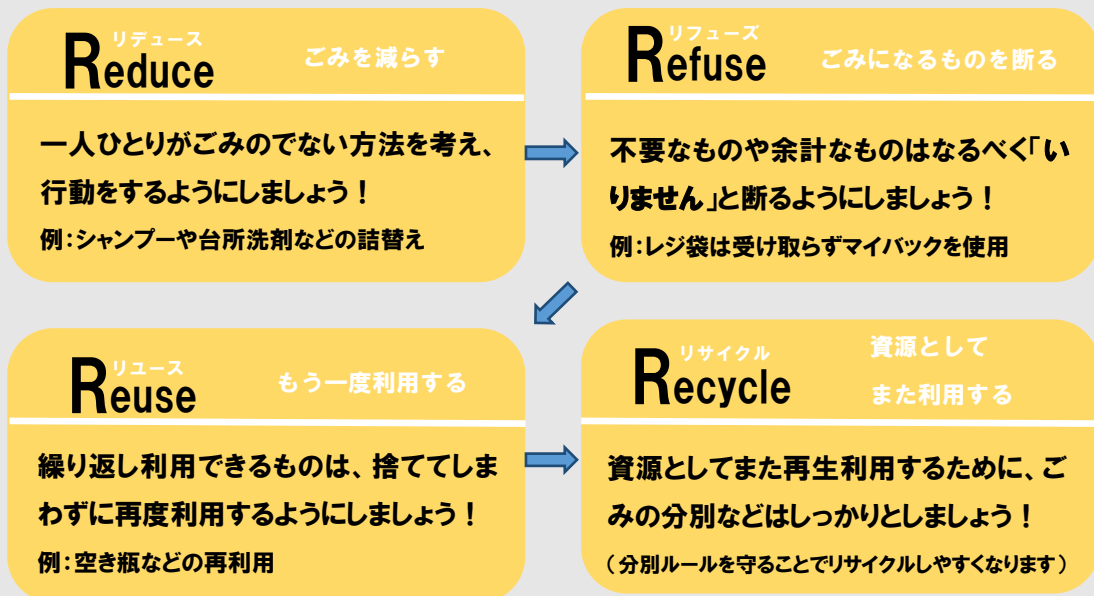 リデュース
Reduce ごみを減らす
一人ひとりがごみのでない方法を考え、
行動をするようにしましょう！
例：シャンプーや台所洗剤などの詰替え
リフューズ
Refuse ごみになるものを断る
不要なものや余計なものはなるべく「い
りません」と断るようにしましょう！
例：レジ袋は受け取らずマイバックを使用
リユース
Reuse もう一度利用する
繰り返し利用できるものは、捨ててしま
わずに再度利用するようにしましょう！
例：空き瓶などの再利用
リサイクル
Recycle
資源として
また利用する
資源としてまた再生利用するために、ご
みの分別などはしっかりとしましょう！
（分別ルールを守ることでリサイクルしやすくなります）